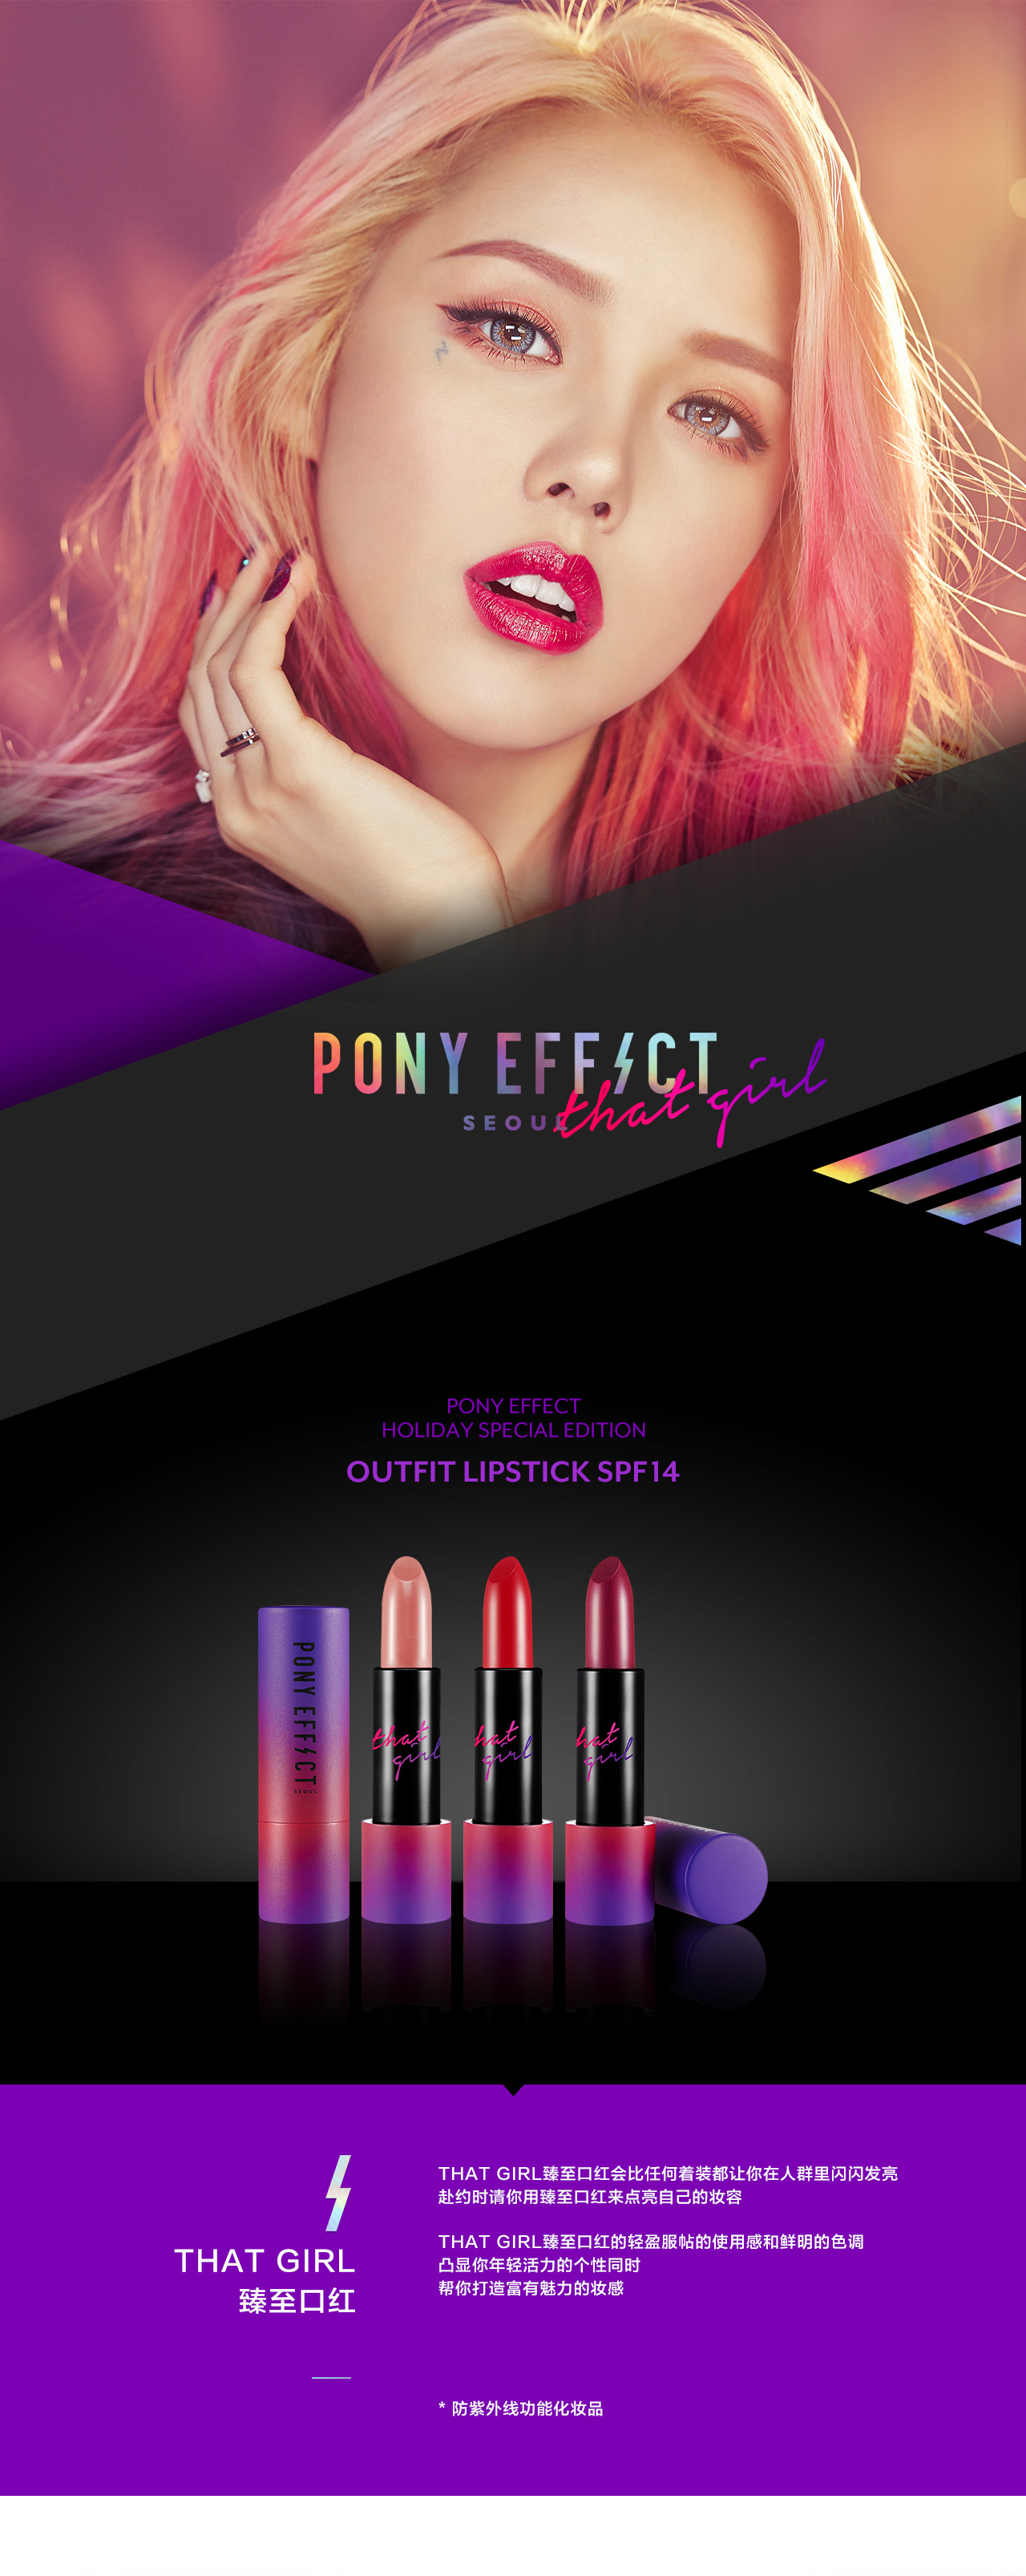 PONY EFFECT
SEOUL
that girl
PONY EFFECT
HOLIDAY SPECIAL EDITION
OUTFIT LIPSTICK SPF14
PONY EFFECT
SEOUL
that
girl
hat
girl
hat
girl
THAT GIRL
臻至口红
THAT GIRL臻至口红会比任何着装都让你在人群里闪闪发亮
赴约时请你用臻至口红来点亮自己的妆容
THAT GIRL臻至口红的轻盈服帖的使用感和鲜明的色调
凸显你年轻活力的个性同时
帮你打造富有魅力的妆感
* 防紫外线功能化妆品